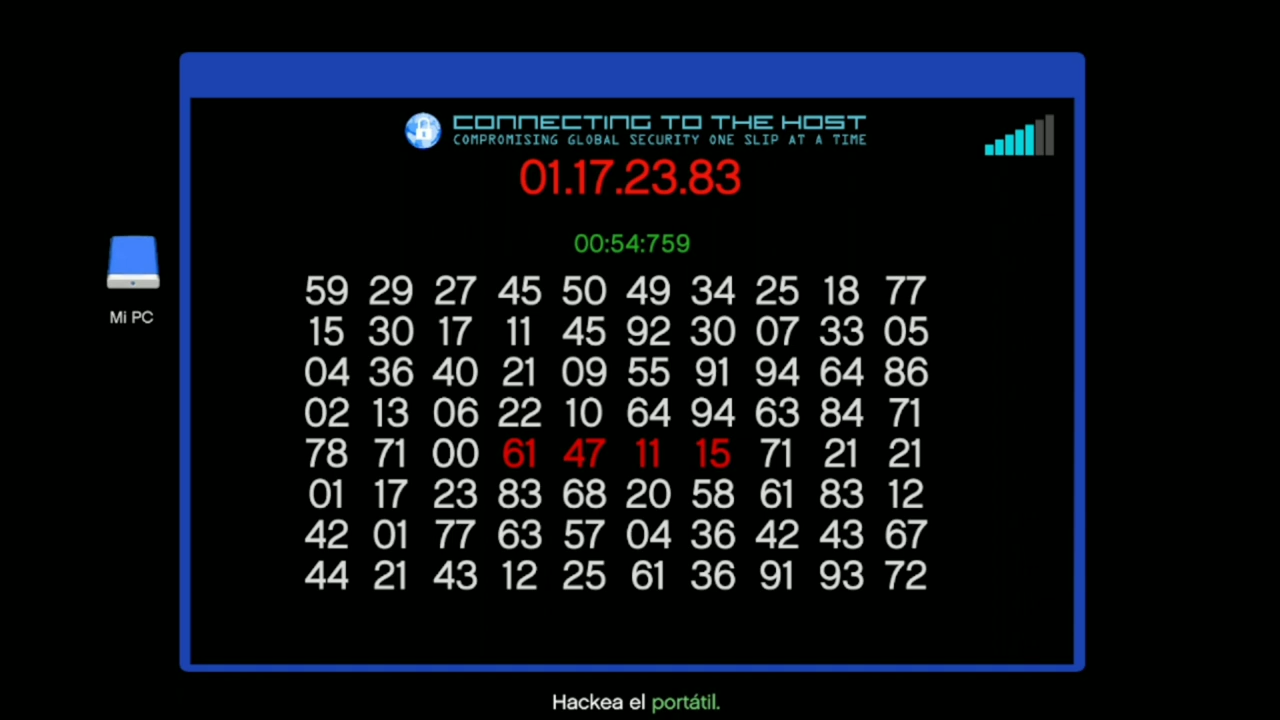 CONNECTING TO THE HOST
COMPROMISING GLOBAL SECURITY ONE SLIP AT A TIME
01.17.23.83
00:54:759
59 29 27 45 50 49 34 25 18 77
15 30 17 11 45 92 30 07 33 05
04 36 40 21 09 55 91 94 64 86
02 13 06 22 10 64 94 63 84 71
78 71 00 61 47 11 15 71 21 21
01 17 23 83 68 20 58 61 83 12
42 01 77 63 57 04 36 42 43 67
44 21 43 12 25 61 36 91 93 72
Mi PC
Hackea el portátil.